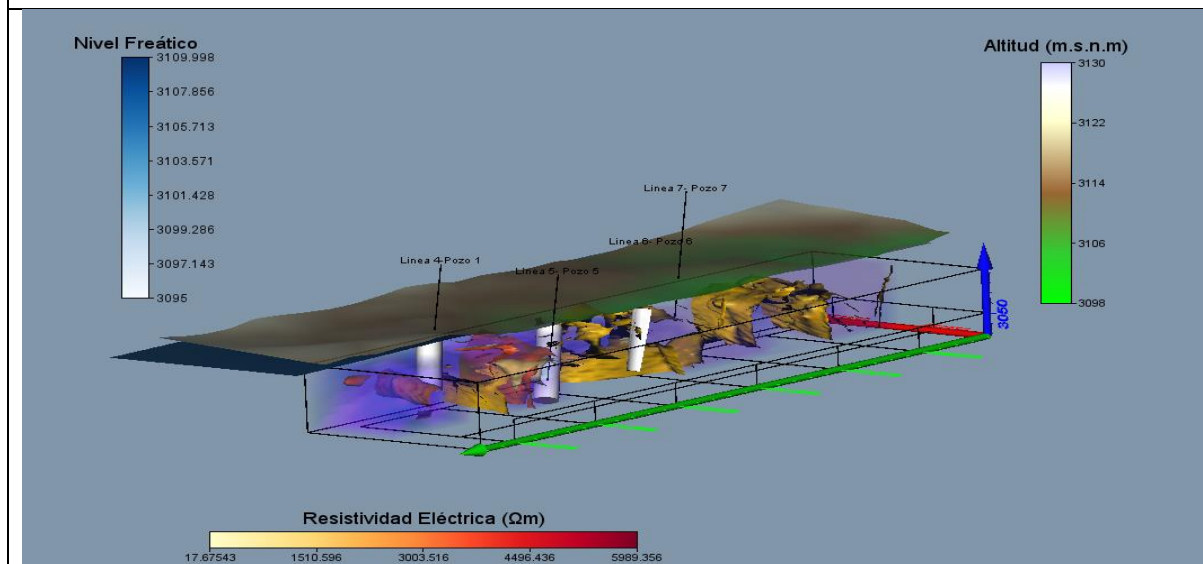 Nivel Freático
3109.998
3107.856
3105.713
3103.571
3101.428
3099.286
3097.143
3095
Altitud (m.s.n.m)
3130
3122
3114
3106
3098
Linea 7- Pozo 7
Linea 6- Pozo 6
Linea 4-Pozo 1
Linea 5- Pozo 5
3050
Resistividad Eléctrica (Ωm)
17.67543 1510.596 3003.516 4496.436 5989.356